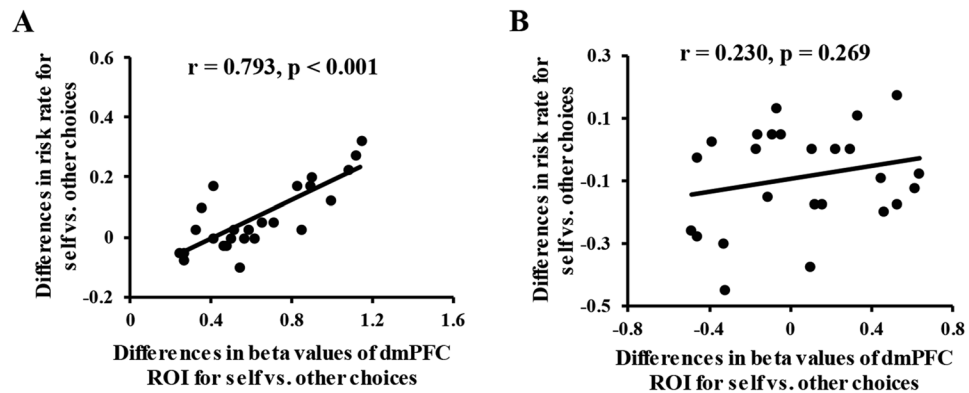 A
r = 0.793, p < 0.001
Differences in risk rate for
self vs. other choices
0.6
0.4
0.2
0
-0.2
0
0.4
0.8
1.2
1.6
Differences in beta values of dmPFC
ROI for self vs. other choices
B
r = 0.230, p = 0.269
Differences in risk rate for
self vs. other choices
0.3
0.1
-0.1
-0.3
-0.5
-0.8
-0.4
0
0.4
0.8
Differences in beta values of dmPFC
ROI for self vs. other choices